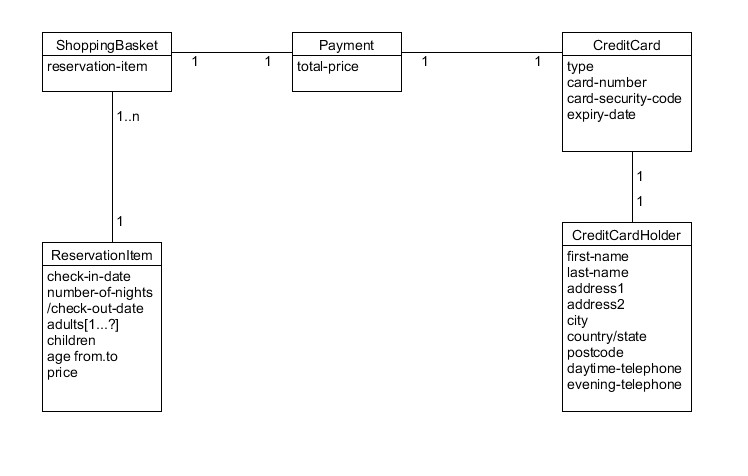 ShoppingBasket
reservation-item
1
1
Payment
total-price
1
1
CreditCard
type
card-number
card-security-code
expiry-date
1..n
1
1
1
ReservationItem
check-in-date
number-of-nights
/check-out-date
adults[1...?]
children
age from.to
price
CreditCardHolder
first-name
last-name
address1
address2
city
country/state
postcode
daytime-telephone
evening-telephone